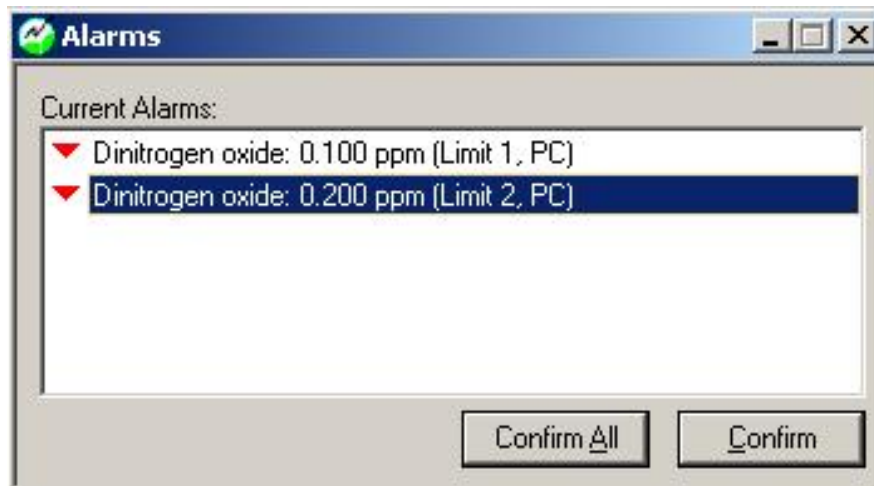 Alarms
Current Alarms:
Dinitrogen oxide: 0.100 ppm (Limit 1, PC)
Dinitrogen oxide: 0.200 ppm (Limit 2, PC)
Confirm All Confirm